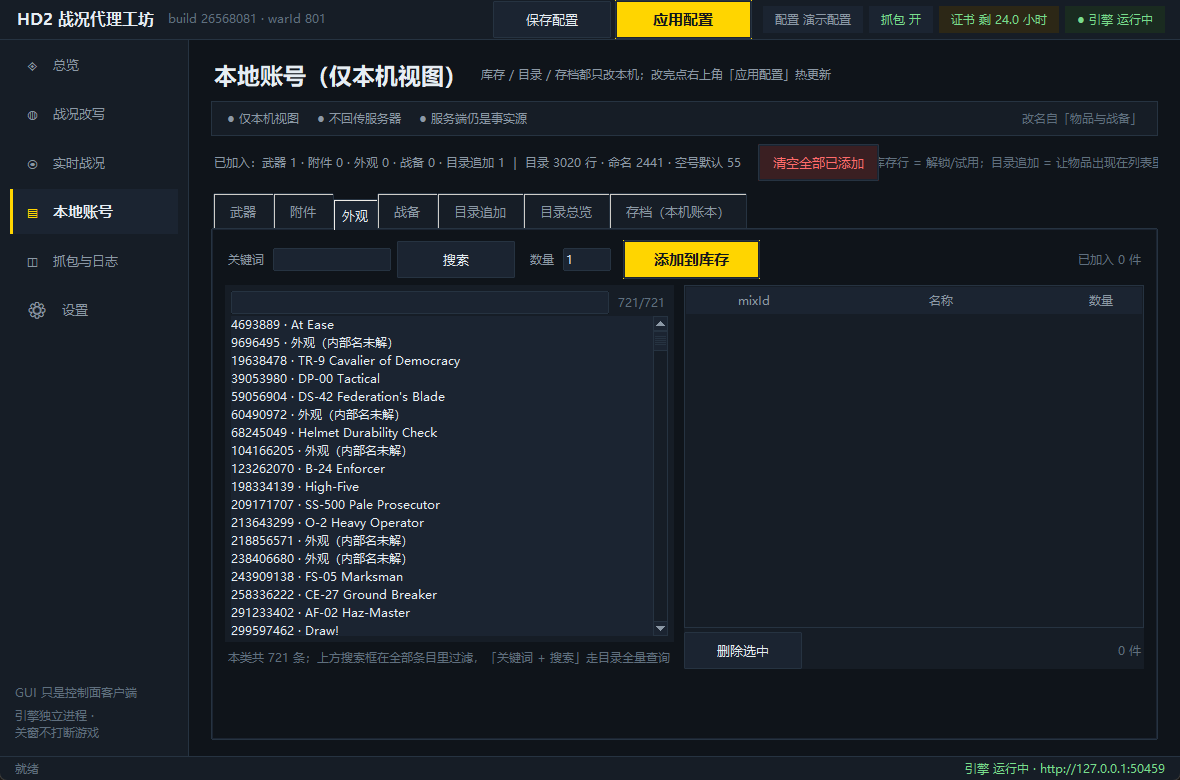 HD2 战况代理工坊 build 26568081 · warId 801 保存配置 应用配置 配置 演示配置 抓包 开 证书 剩 24.0 小时 ● 引擎 运行中
总览
战况改写
实时战况
本地账号
抓包与日志
设置
本地账号（仅本机视图） 库存 / 目录 / 存档都只改本机；改完点右上角「应用配置」热更新
● 仅本机视图 ● 不回传服务器 ● 服务端仍是事实源 改名自「物品与战备」
已加入：武器 1 · 附件 0 · 外观 0 · 战备 0 · 目录追加 1 | 目录 3020 行 · 命名 2441 · 空号默认 55 清空全部已添加 库存行 = 解锁/试用；目录追加 = 让物品出现在列表
武器 附件 外观 战备 目录追加 目录总览 存档（本机账本）
关键词 搜索 数量 1 添加到库存 已加入 0 件
721/721 mixId 名称 数量
4693889 · At Ease
9696495 · 外观（内部名未解）
19638478 · TR-9 Cavalier of Democracy
39053980 · DP-00 Tactical
59056904 · DS-42 Federation's Blade
60490972 · 外观（内部名未解）
68245049 · Helmet Durability Check
104166205 · 外观（内部名未解）
123262070 · B-24 Enforcer
198334139 · High-Five
209171707 · SS-500 Pale Prosecutor
213643299 · O-2 Heavy Operator
218856571 · 外观（内部名未解）
238406680 · 外观（内部名未解）
243909138 · FS-05 Marksman
258336222 · CE-27 Ground Breaker
291233402 · AF-02 Haz-Master
299597462 · Draw!
本类共 721 条；上方搜索框在全部条目里过滤，「关键词 + 搜索」走目录全量查询 删除选中 0 件
GUI 只是控制面客户端
引擎独立进程 ·
关窗不打断游戏
就绪 引擎 运行中 · http://127.0.0.1:50459